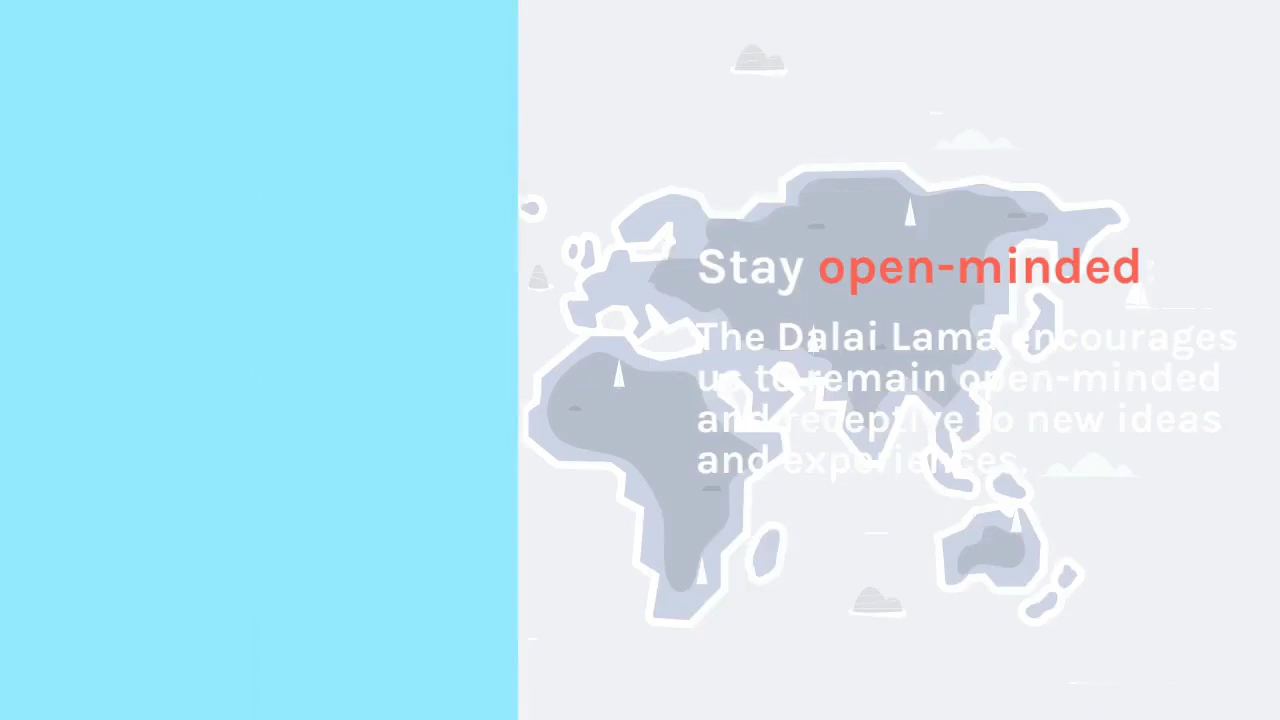 Stay open-minded
The Dalai Lama encourages
us to remain open-minded
and receptive to new ideas
and experiences.